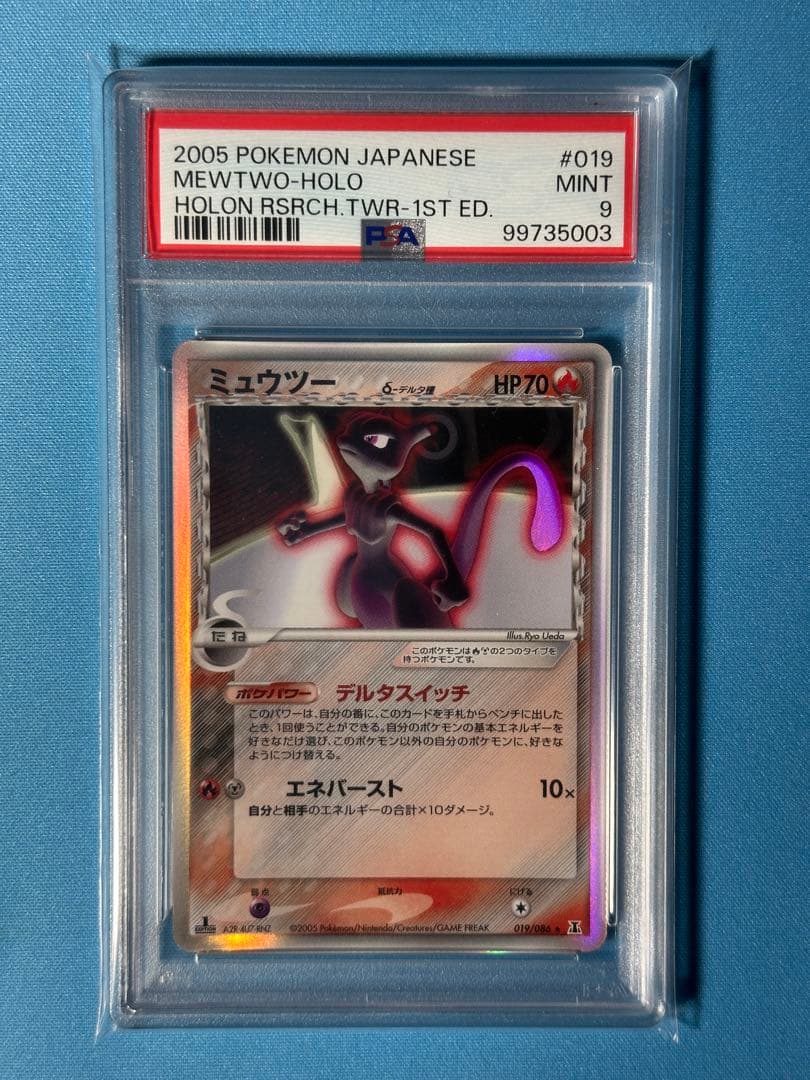 2005 POKEMON JAPANESE #019
MEWTWO-HOLO MINT
HOLON RSRCH.TWR-1ST ED. 9
PSA 99735003
ミュウツー δ-デルタ種 HP70
たね
Illus.Ryo Ueda
このポケモンは の2つのタイプを
持つポケモンです。
ポケパワー デルタスイッチ
このパワーは、自分の番に、このカードを手札からベンチに出した
とき、1回使うことができる。自分のポケモンの基本エネルギーを
好きなだけ選び、このポケモン以外の自分のポケモンに、好きな
ようにつけ替える。
エネバースト 10×
自分と相手のエネルギーの合計×10ダメージ。
弱点 抵抗力 にげる
1 EDITION A2R-4U7-RNZ ©2005 Pokémon/Nintendo/Creatures/GAME FREAK 019/086 ★